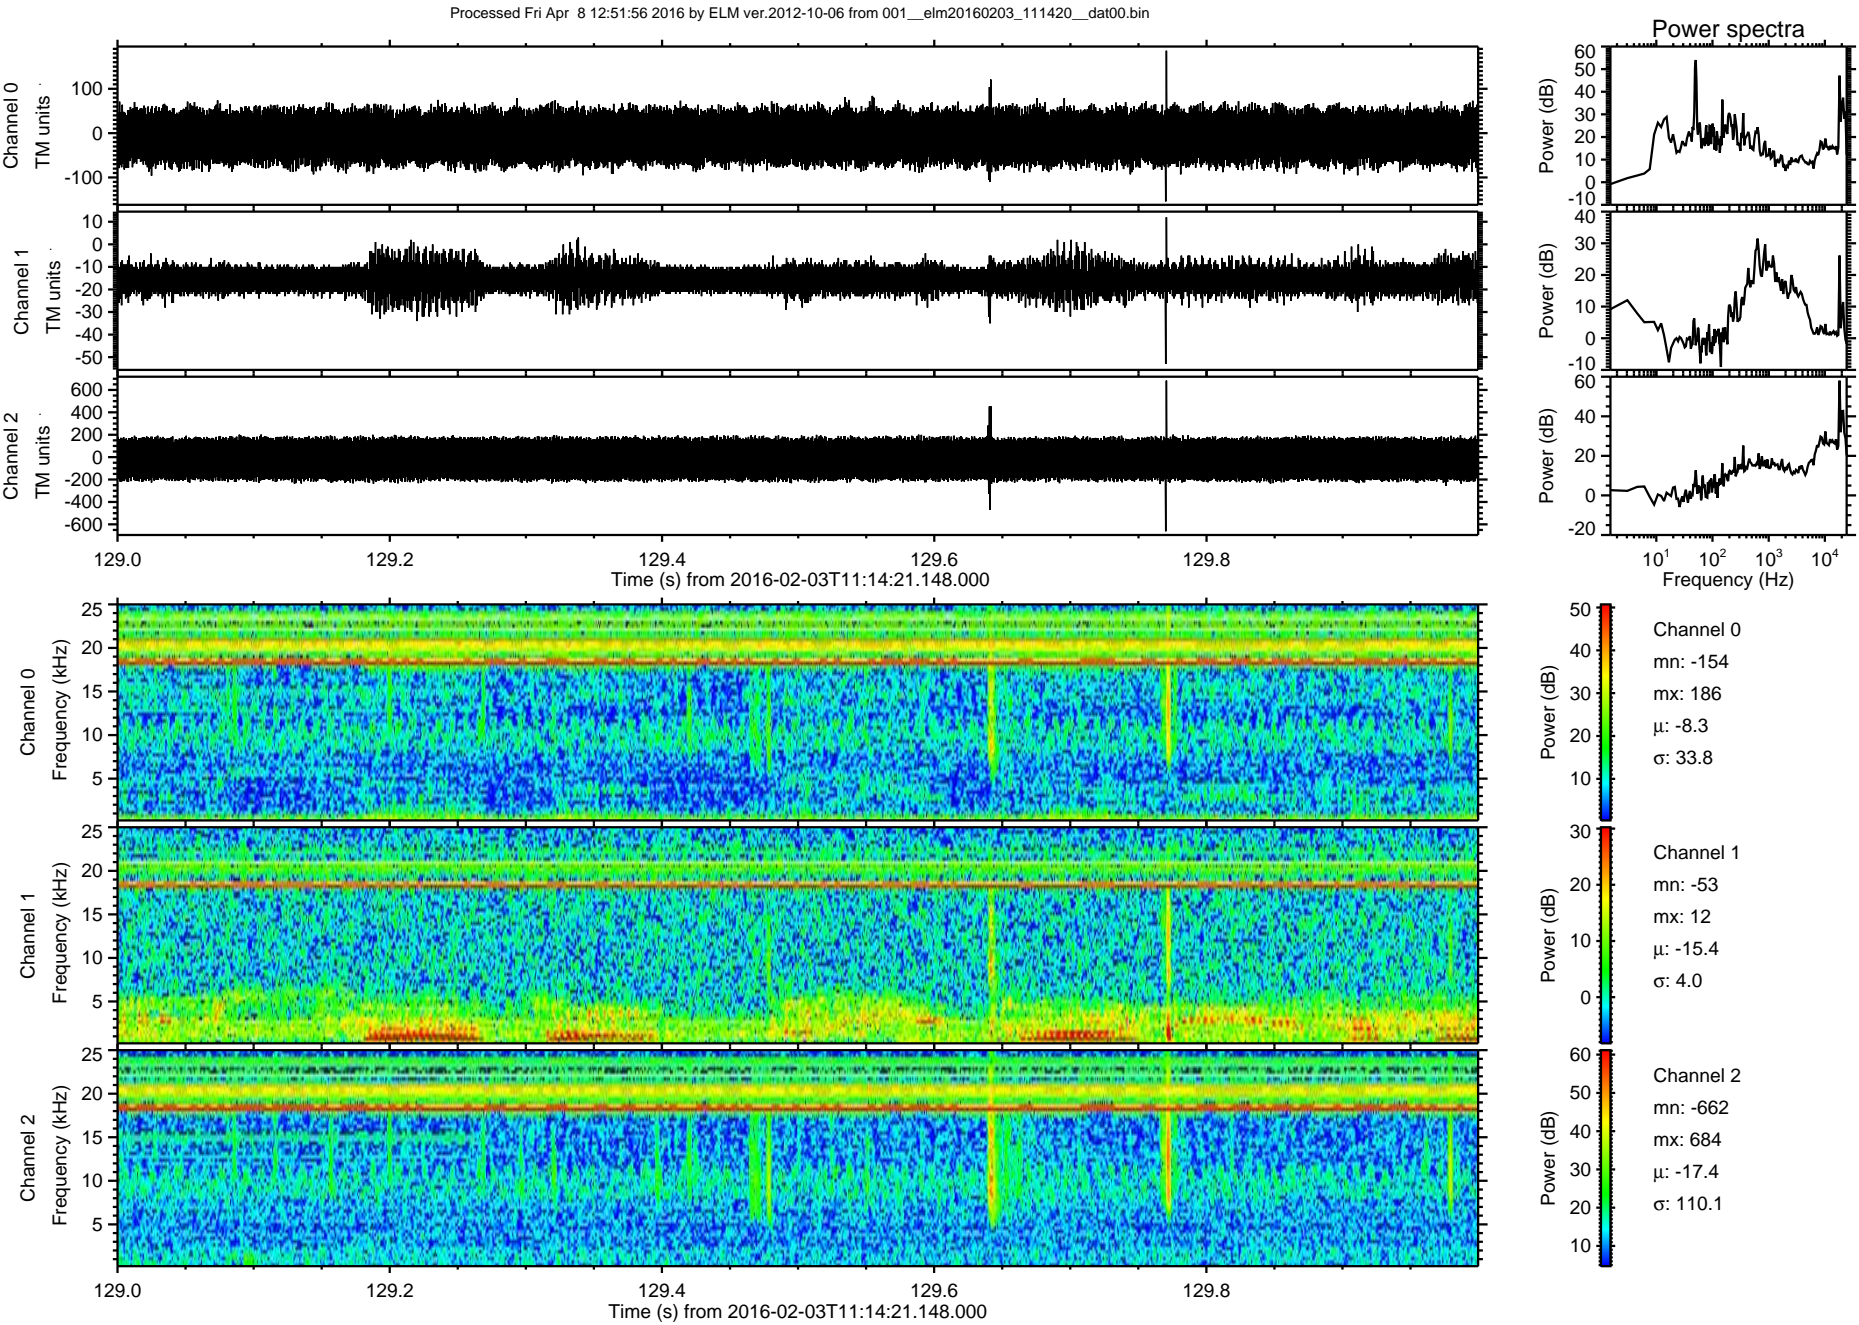 Processed Fri Apr  8 12:51:56 2016 by ELM ver.2012-10-06 from 001__elm20160203_111420__dat00.bin
Power spectra
Channel 0
TM units
100
0
-100
Power (dB)
60
50
40
30
20
10
0
-10
Channel 1
TM units
10
0
-10
-20
-30
-40
-50
Power (dB)
40
30
20
10
0
-10
Channel 2
TM units
600
400
200
0
-200
-400
-600
Power (dB)
60
40
20
0
-20
129.0 129.2 129.4 129.6 129.8
Time (s) from 2016-02-03T11:14:21.148.000
10^1 10^2 10^3 10^4
Frequency (Hz)
Channel 0
Frequency (kHz)
25
20
15
10
5
Power (dB)
50
40
30
20
10
Channel 0
mn: -154
mx: 186
μ: -8.3
σ: 33.8
Channel 1
Frequency (kHz)
25
20
15
10
5
Power (dB)
30
20
10
0
Channel 1
mn: -53
mx: 12
μ: -15.4
σ: 4.0
Channel 2
Frequency (kHz)
25
20
15
10
5
Power (dB)
60
50
40
30
20
10
Channel 2
mn: -662
mx: 684
μ: -17.4
σ: 110.1
129.0 129.2 129.4 129.6 129.8
Time (s) from 2016-02-03T11:14:21.148.000